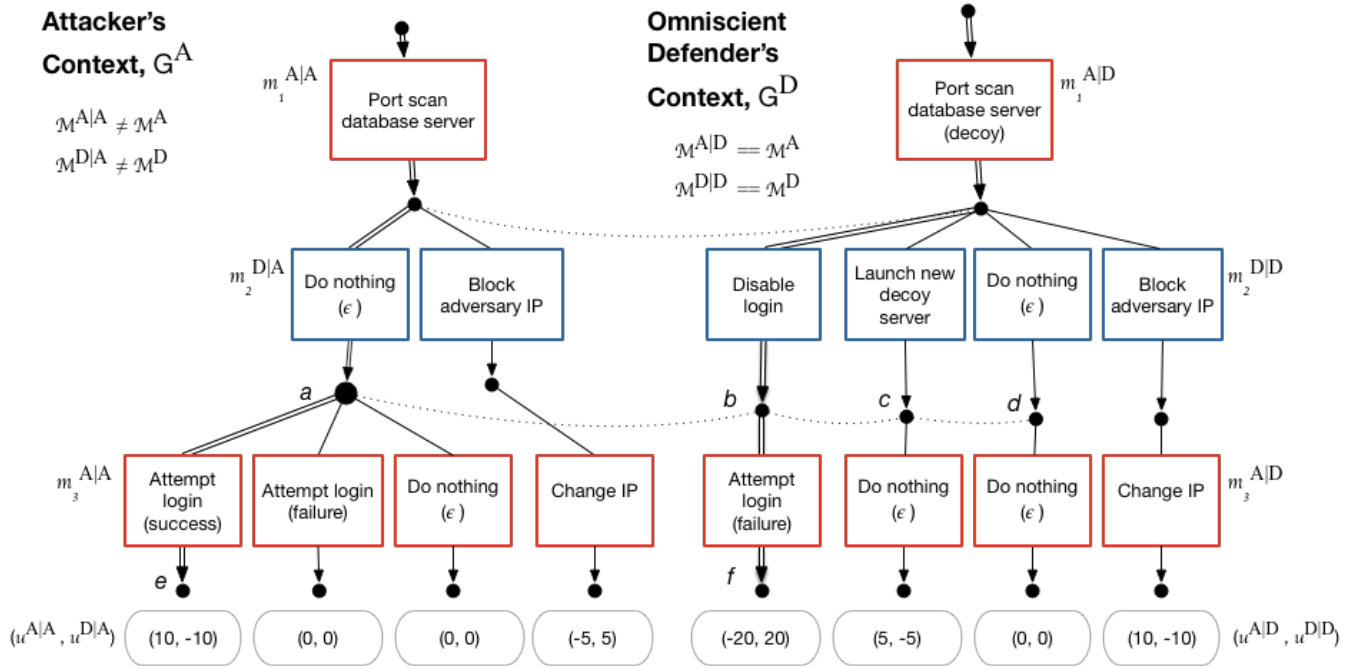 Attacker's
Context, G^A
ℳ^A|A ≠ ℳ^A
ℳ^D|A ≠ ℳ^D
m_1^A|A
Port scan
database server
Omniscient
Defender's
Context, G^D
ℳ^A|D == ℳ^A
ℳ^D|D == ℳ^D
Port scan
database server
(decoy)
m_1^A|D
m_2^D|A
Do nothing
(ϵ)
Block
adversary IP
Disable
login
Launch new
decoy
server
Do nothing
(ϵ)
Block
adversary IP
m_2^D|D
a
b
c
d
m_3^A|A
Attempt
login
(success)
Attempt login
(failure)
Do nothing
(ϵ )
Change IP
Attempt
login
(failure)
Do nothing
(ϵ )
Do nothing
(ϵ )
Change IP
m_3^A|D
e
f
(u^A|A , u^D|A)
(10, -10)
(0, 0)
(0, 0)
(-5, 5)
(-20, 20)
(5, -5)
(0, 0)
(10, -10)
(u^A|D , u^D|D)